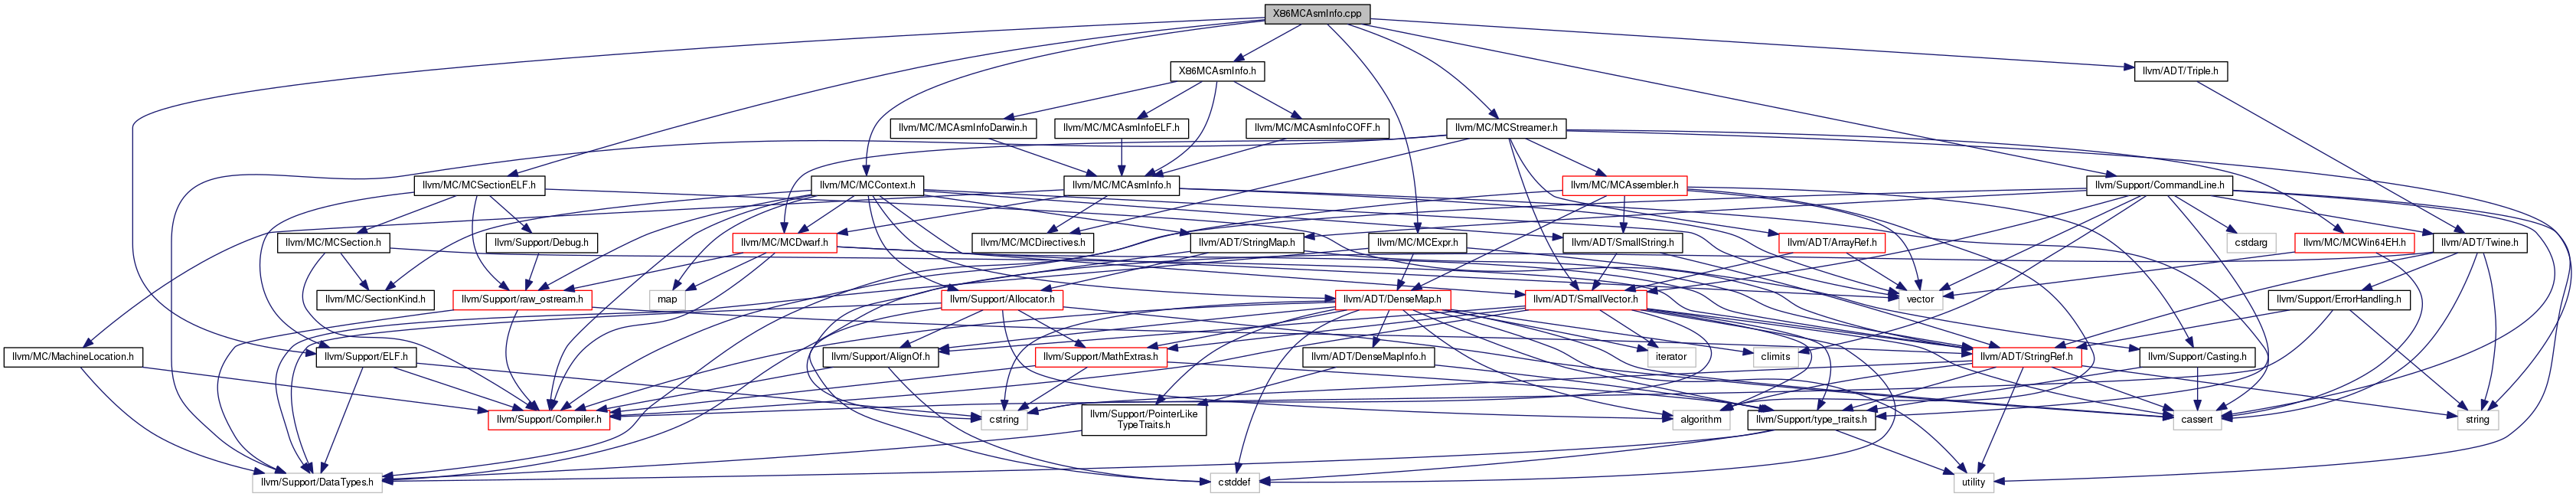 X86MCAsmInfo.cpp
X86MCAsmInfo.h
llvm/ADT/Triple.h
llvm/MC/MCAsmInfoDarwin.h
llvm/MC/MCAsmInfoELF.h
llvm/MC/MCAsmInfoCOFF.h
llvm/MC/MCStreamer.h
llvm/MC/MCSectionELF.h
llvm/MC/MCContext.h
llvm/MC/MCAsmInfo.h
llvm/MC/MCAssembler.h
llvm/Support/CommandLine.h
llvm/MC/MCSection.h
llvm/Support/Debug.h
llvm/MC/MCDwarf.h
llvm/MC/MCDirectives.h
llvm/ADT/StringMap.h
llvm/MC/MCExpr.h
llvm/ADT/SmallString.h
llvm/ADT/ArrayRef.h
cstdarg
llvm/MC/MCWin64EH.h
llvm/ADT/Twine.h
llvm/MC/SectionKind.h
llvm/Support/raw_ostream.h
map
llvm/Support/Allocator.h
llvm/ADT/DenseMap.h
llvm/ADT/SmallVector.h
vector
llvm/Support/ErrorHandling.h
llvm/MC/MachineLocation.h
llvm/Support/ELF.h
llvm/Support/AlignOf.h
llvm/Support/MathExtras.h
llvm/ADT/DenseMapInfo.h
iterator
climits
llvm/ADT/StringRef.h
llvm/Support/Casting.h
llvm/Support/Compiler.h
cstring
llvm/Support/PointerLike
TypeTraits.h
algorithm
llvm/Support/type_traits.h
cassert
string
llvm/Support/DataTypes.h
cstddef
utility